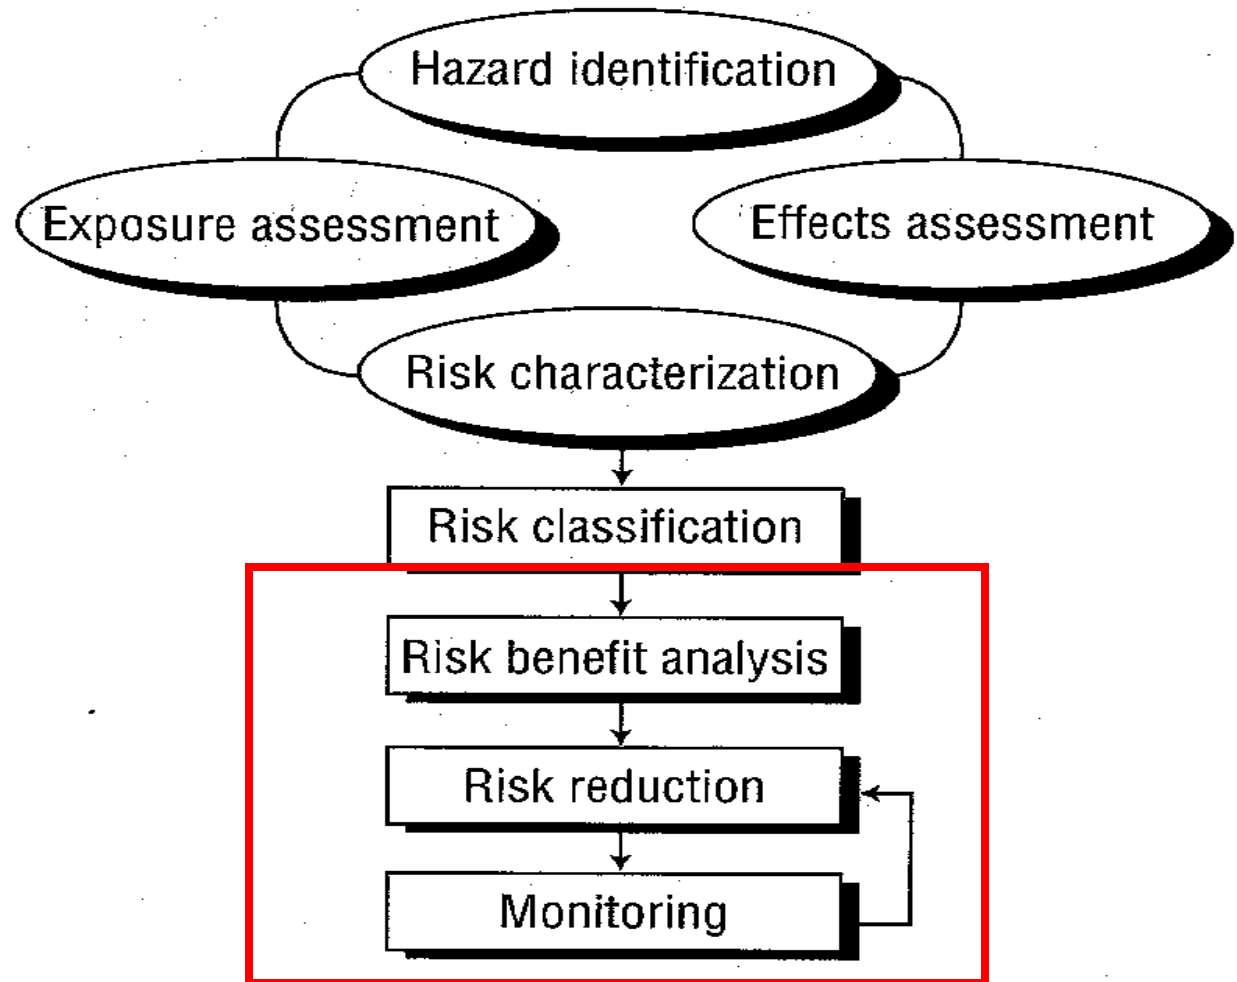 Hazard identification
Exposure assessment
Effects assessment
Risk characterization
Risk classification
Risk benefit analysis
Risk reduction
Monitoring